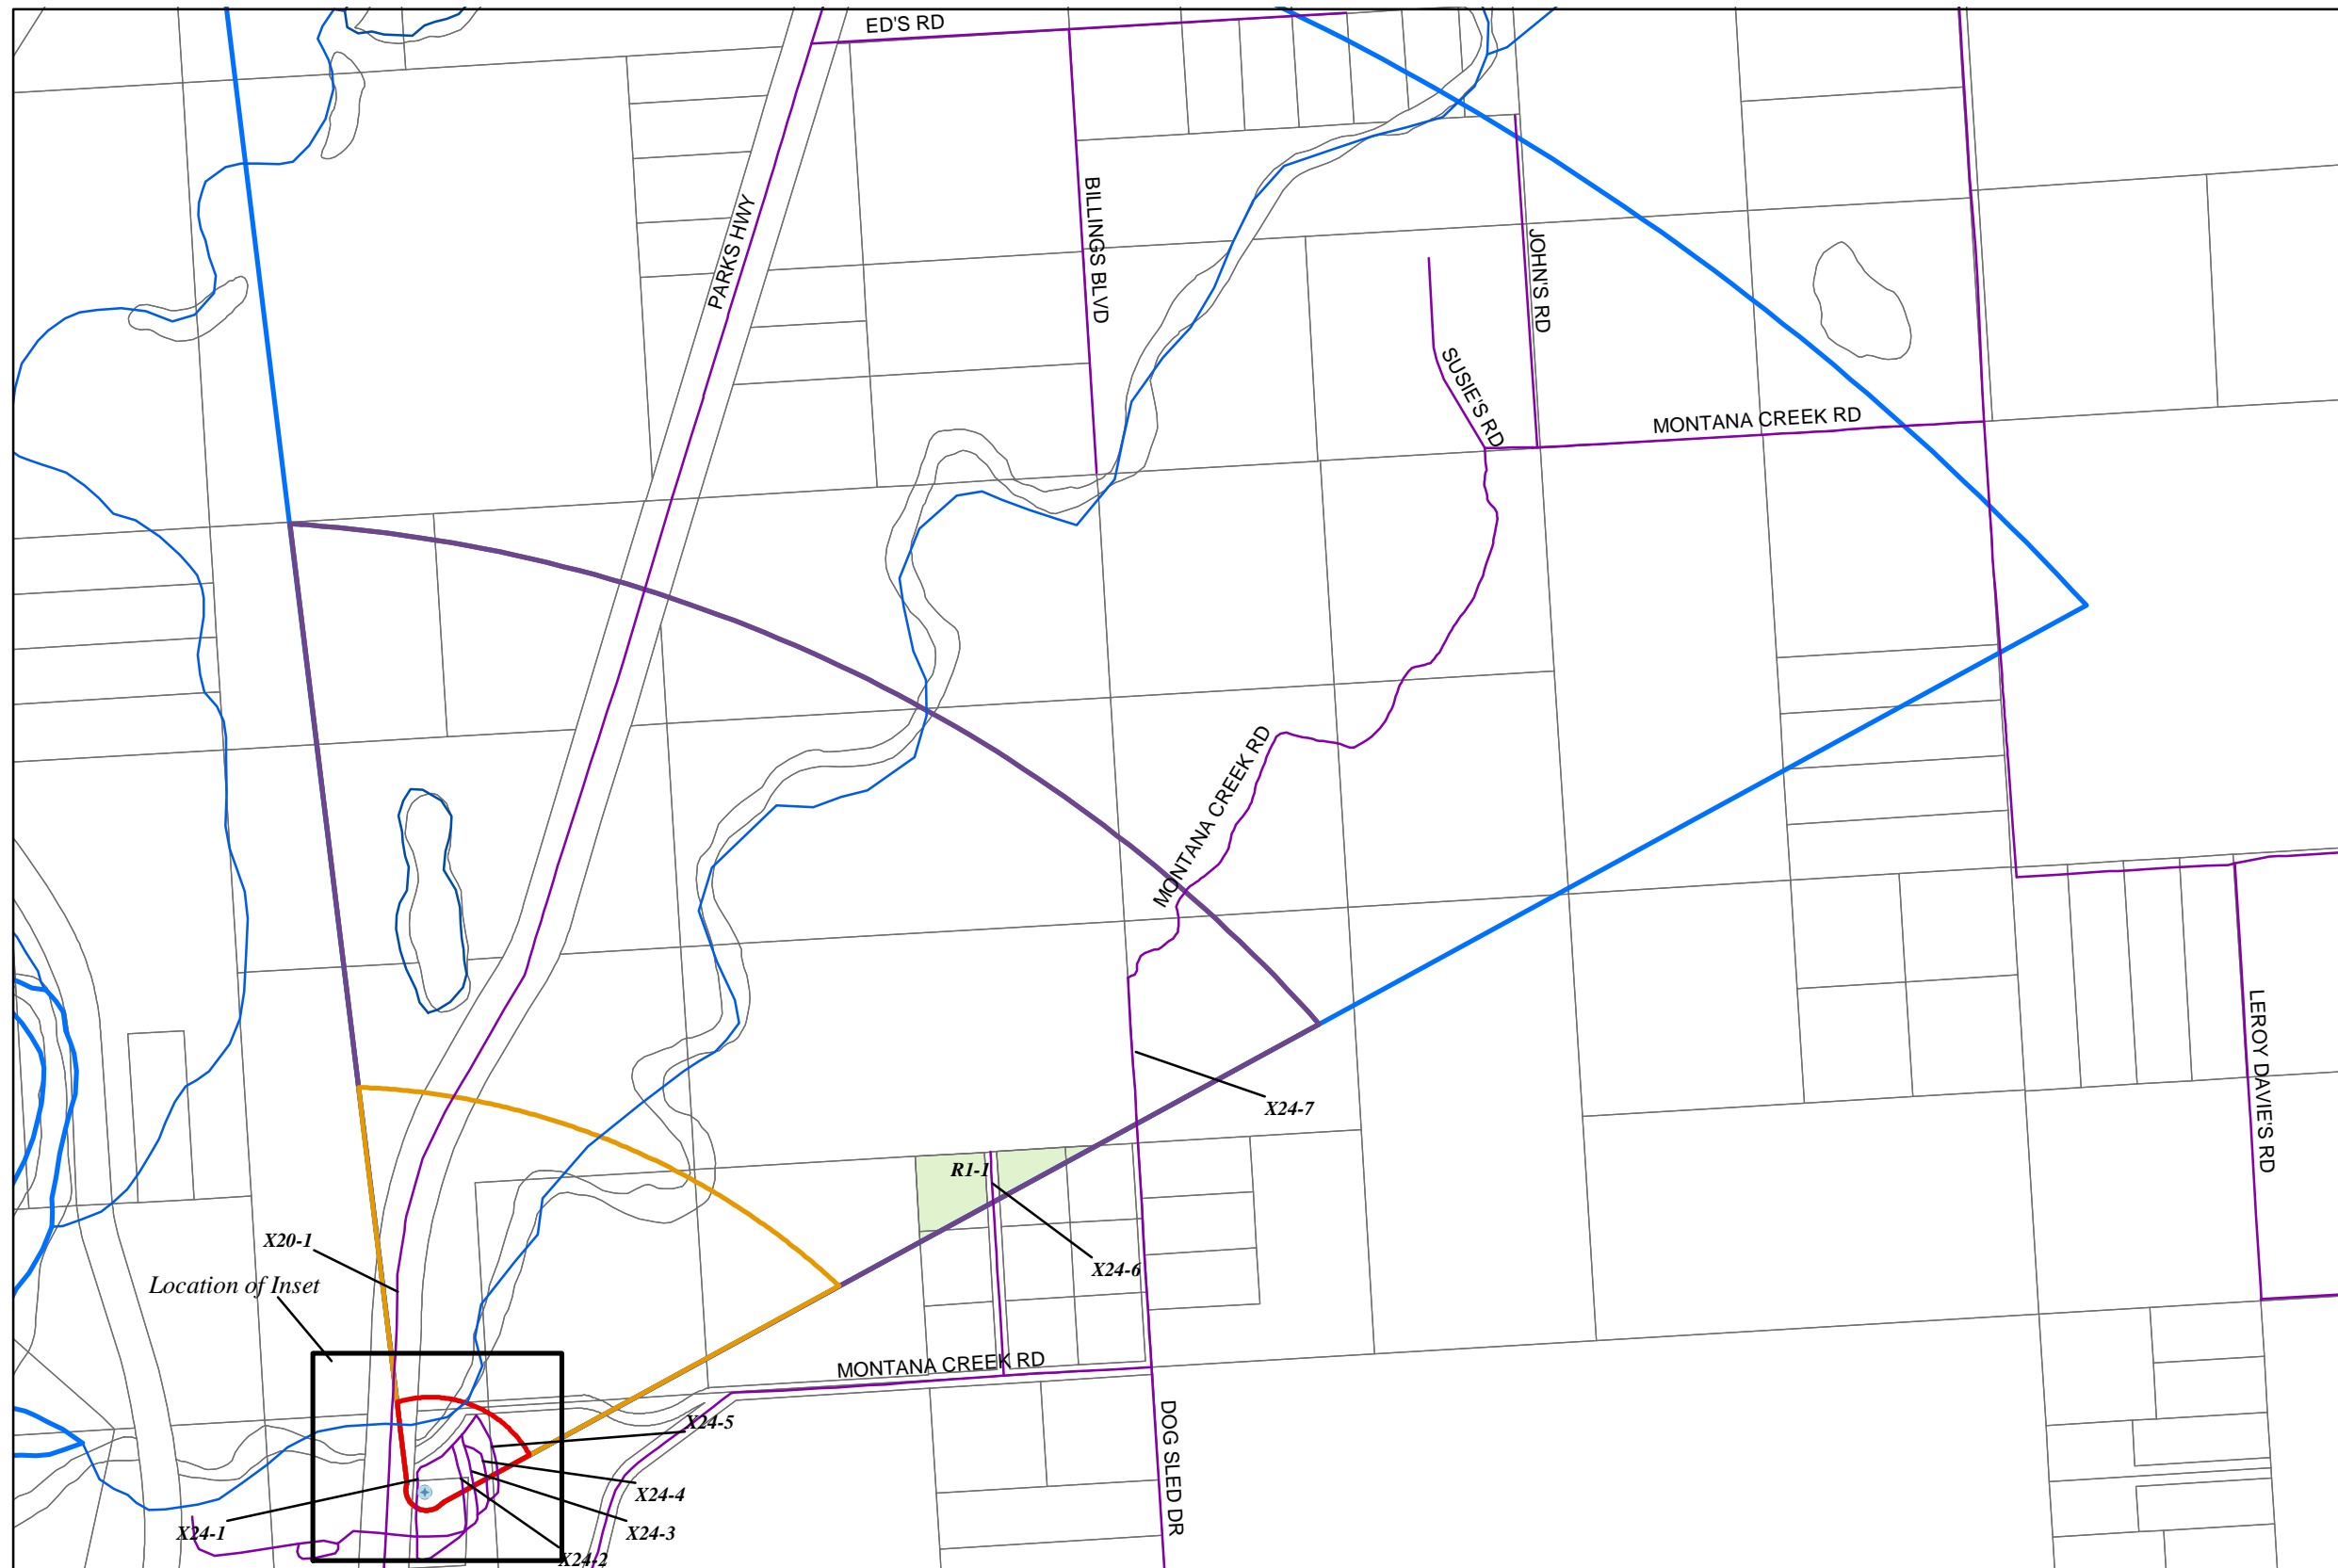 ED'S RD
PARKS HWY
BILLINGS BLVD
JOHN'S RD
SUSIE'S RD
MONTANA CREEK RD
MONTANA CREEK RD
LEROY DAVIE'S RD
X24-7
R1-1
X20-1
X24-6
Location of Inset
MONTANA CREEK RD
DOG SLED DR
X24-5
X24-4
X24-1
X24-3
X24-2